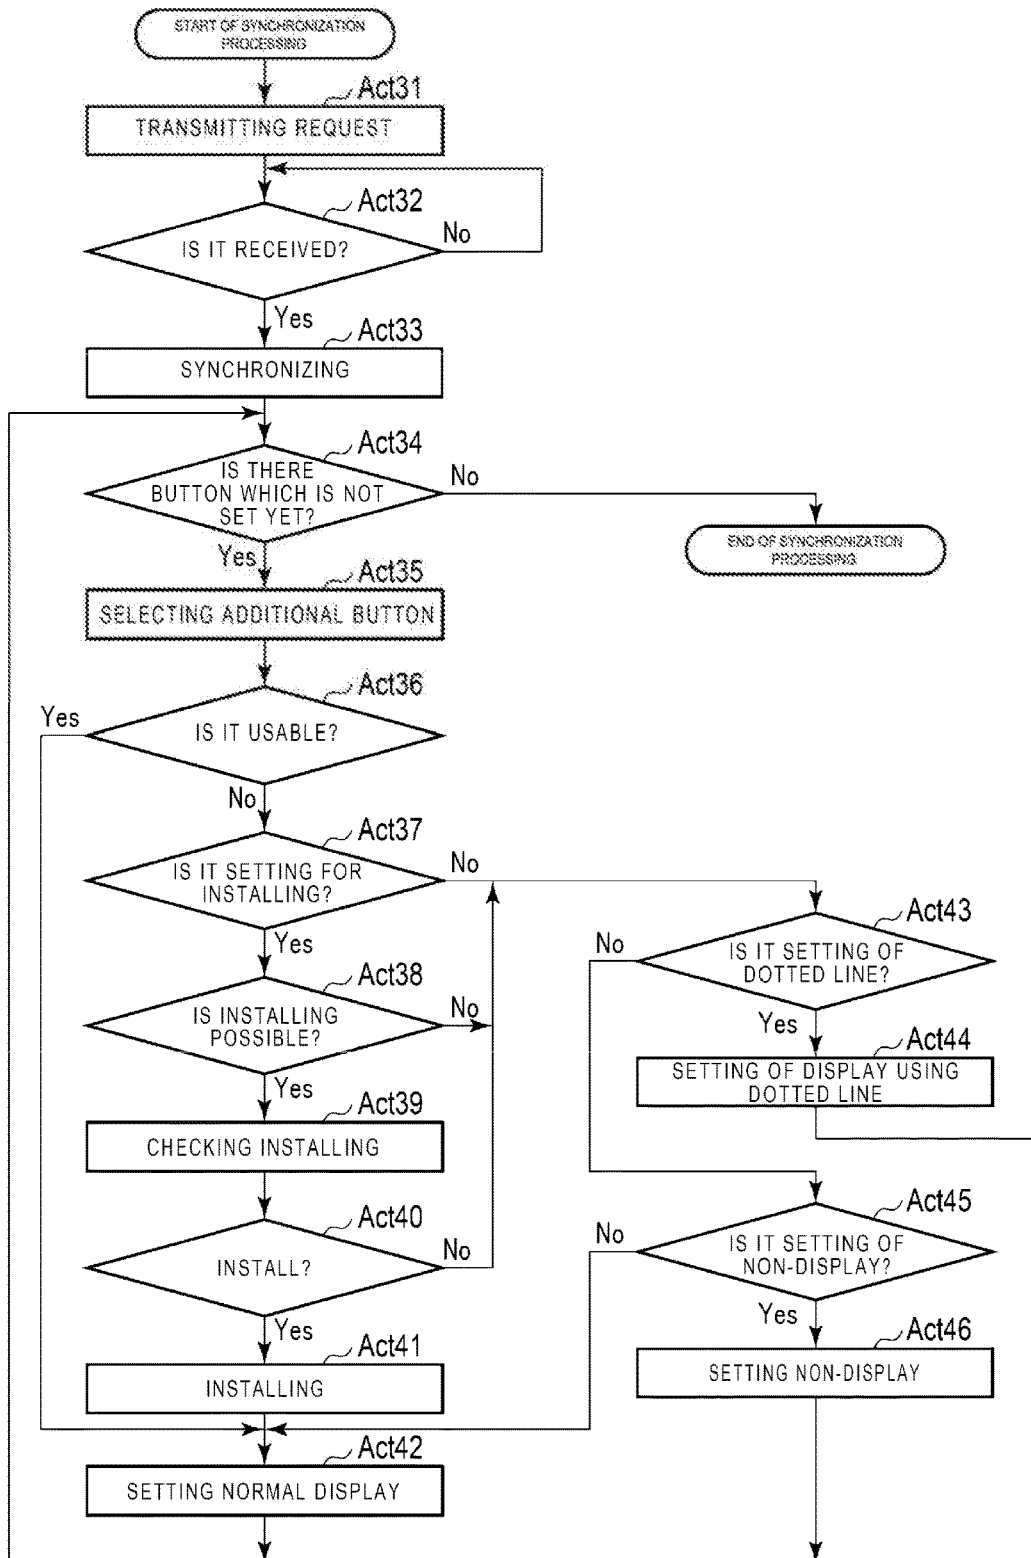 START OF SYNCHRONIZATION
PROCESSING
Act31
TRANSMITTING REQUEST
Act32
IS IT RECEIVED?
No
Yes
Act33
SYNCHRONIZING
Act34
IS THERE
BUTTON WHICH IS NOT
SET YET?
No
Yes
END OF SYNCHRONIZATION
PROCESSING
Act35
SELECTING ADDITIONAL BUTTON
Act36
Yes
IS IT USABLE?
No
Act37
IS IT SETTING FOR
INSTALLING?
No
Yes
Act38
IS INSTALLING
POSSIBLE?
No
Yes
Act39
CHECKING INSTALLING
Act40
INSTALL?
No
Yes
Act41
INSTALLING
Act42
SETTING NORMAL DISPLAY
Act43
No
IS IT SETTING OF
DOTTED LINE?
Yes
Act44
SETTING OF DISPLAY USING
DOTTED LINE
Act45
No
IS IT SETTING OF
NON-DISPLAY?
Yes
Act46
SETTING NON-DISPLAY